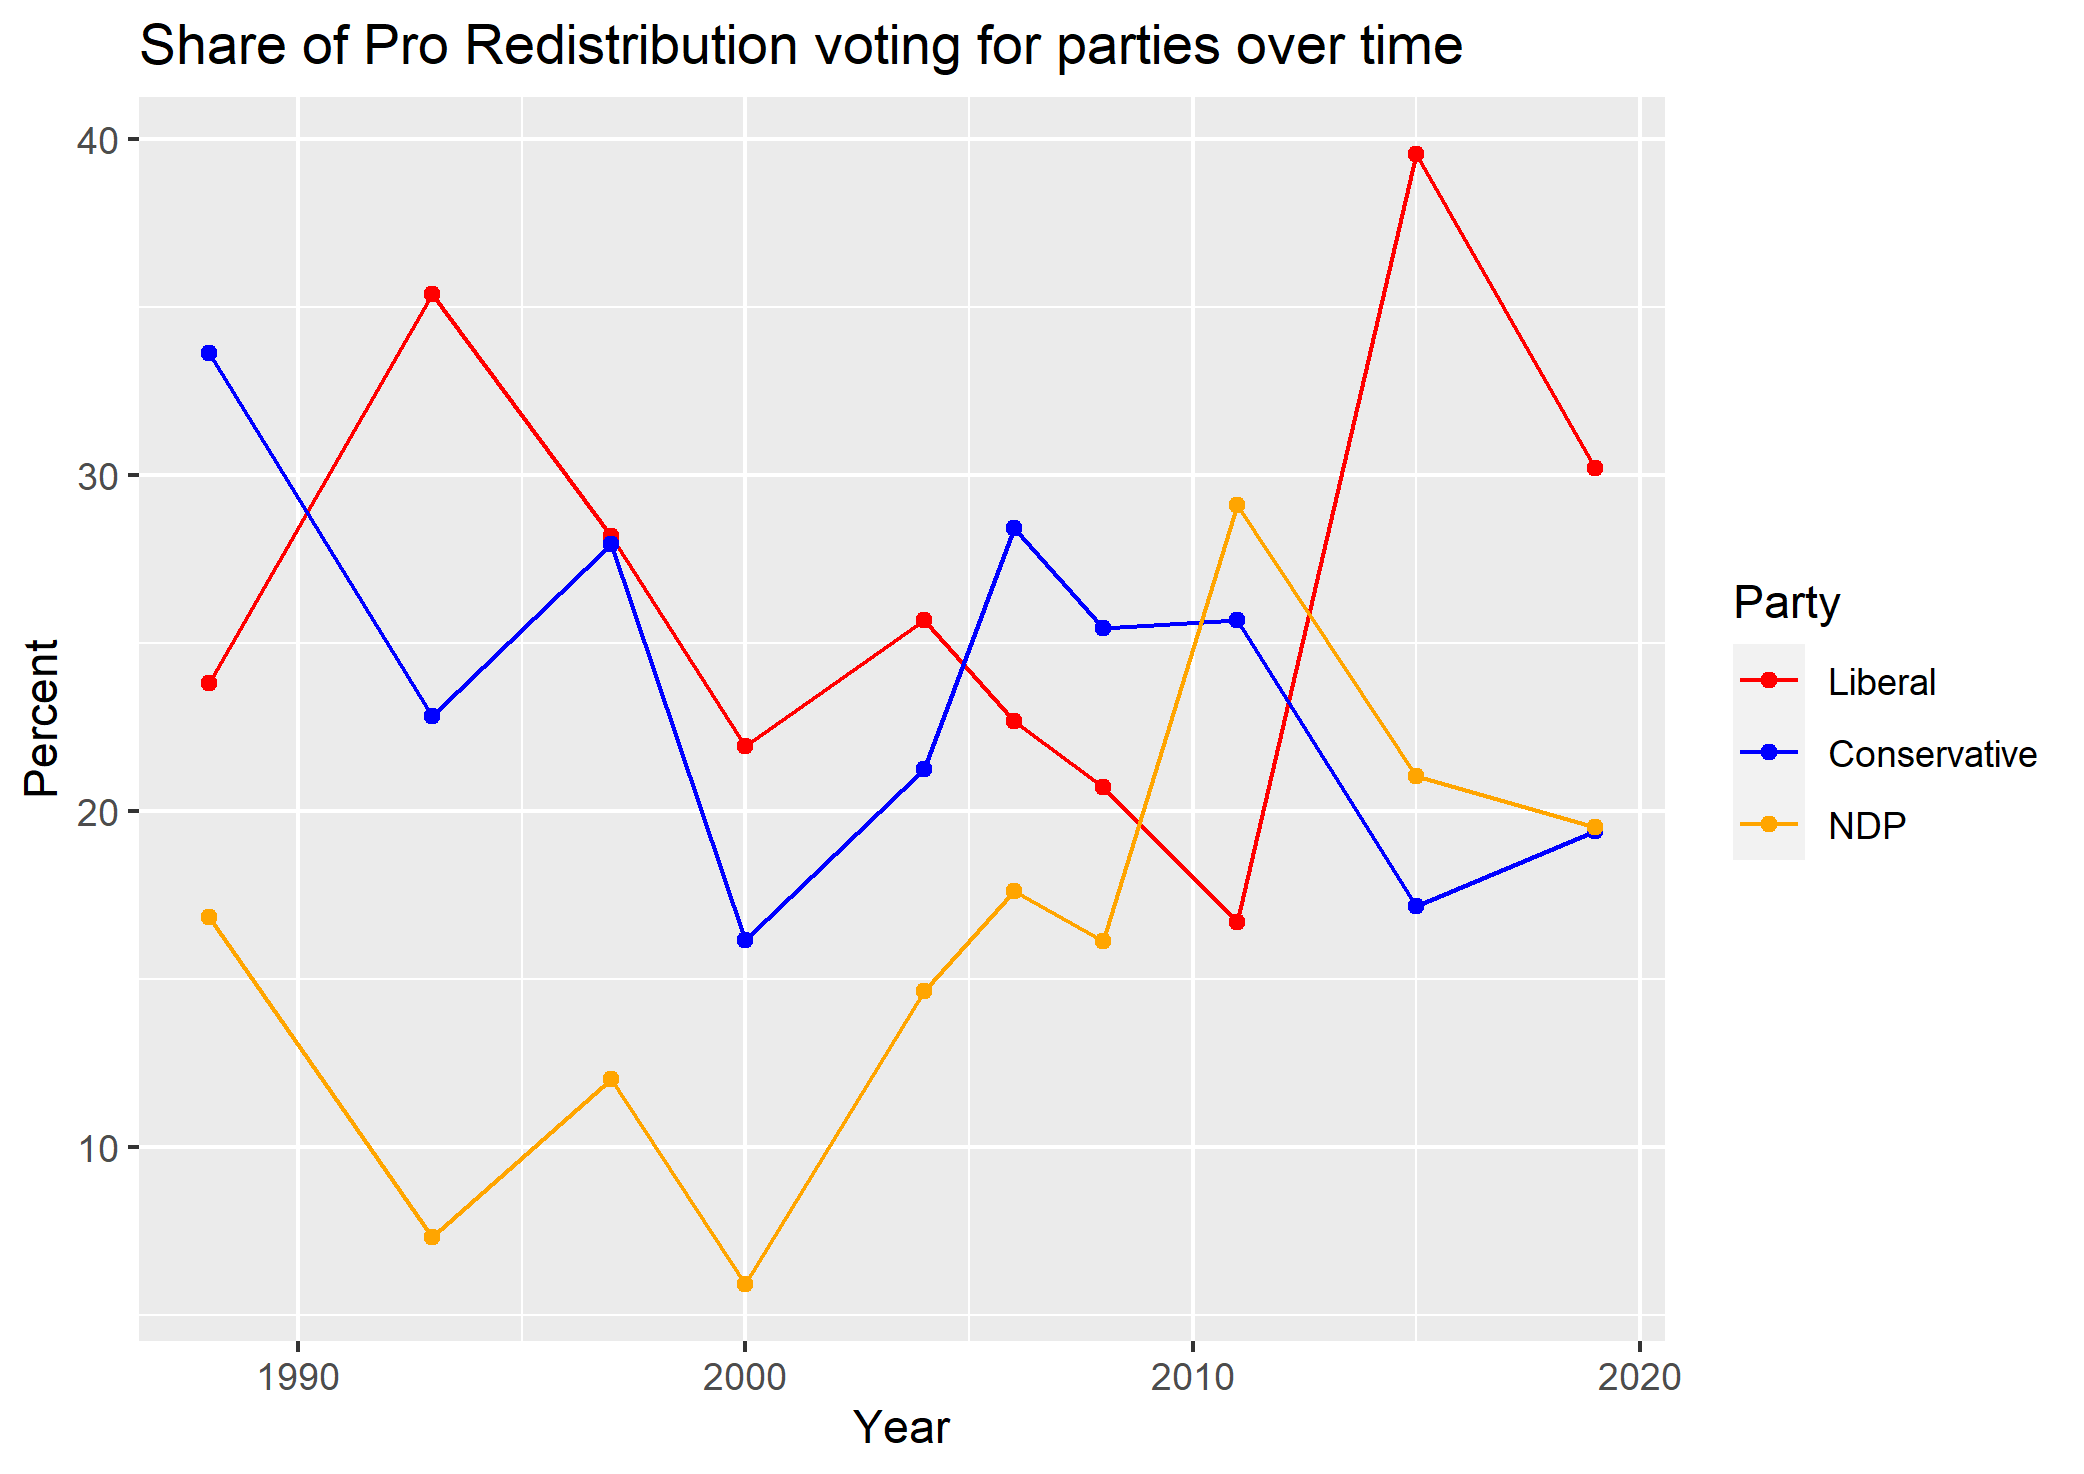 Share of Pro Redistribution voting for parties over time
40
30
20
10
Percent
1990 2000 2010 2020
Year
Party
Liberal
Conservative
NDP